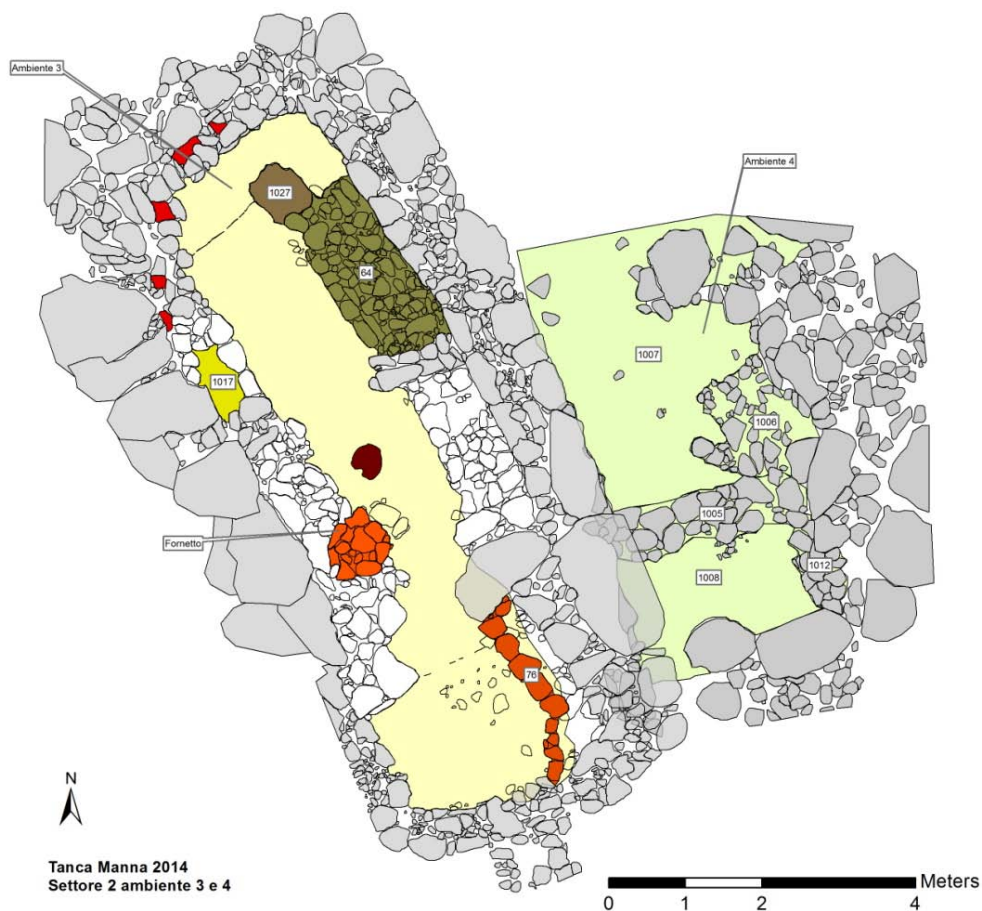 Ambiente 3
1027
Ambiente 4
64
1007
1017
1006
1005
Fornetto
1012
1008
76
N
Tanca Manna 2014
Settore 2 ambiente 3 e 4
Meters
0 1 2 4